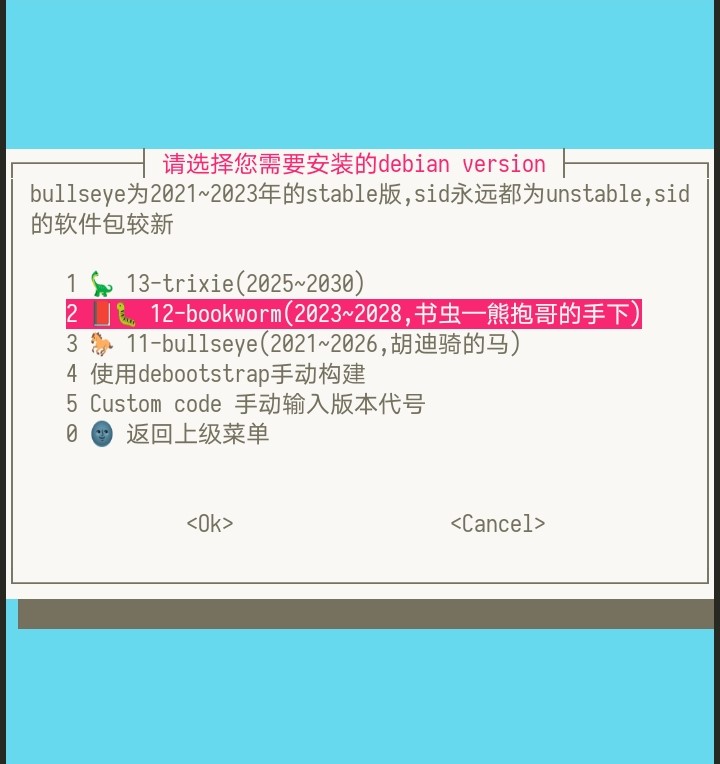 请选择您需要安装的debian version
bullseye为2021~2023年的stable版,sid永远都为unstable,sid
的软件包较新
1 🦕 13-trixie(2025~2030)
2 📕🐛 12-bookworm(2023~2028,书虫—熊抱哥的手下)
3 🐎 11-bullseye(2021~2026,胡迪骑的马)
4 使用debootstrap手动构建
5 Custom code 手动输入版本代号
0 🌚 返回上级菜单
<Ok> <Cancel>